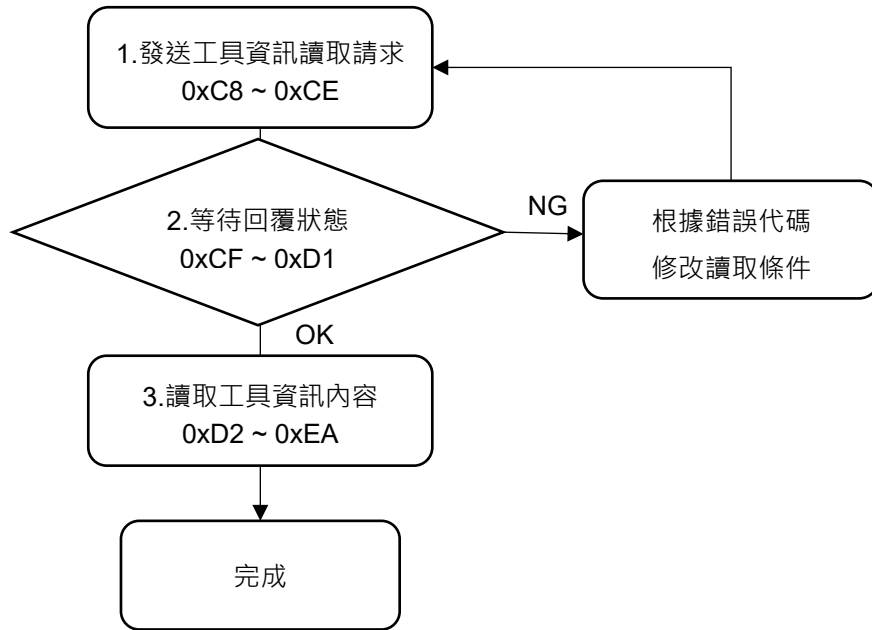 1.發送工具資訊讀取請求
0xC8 ~ 0xCE
2.等待回覆狀態
0xCF ~ 0xD1
NG
根據錯誤代碼
修改讀取條件
OK
3.讀取工具資訊內容
0xD2 ~ 0xEA
完成